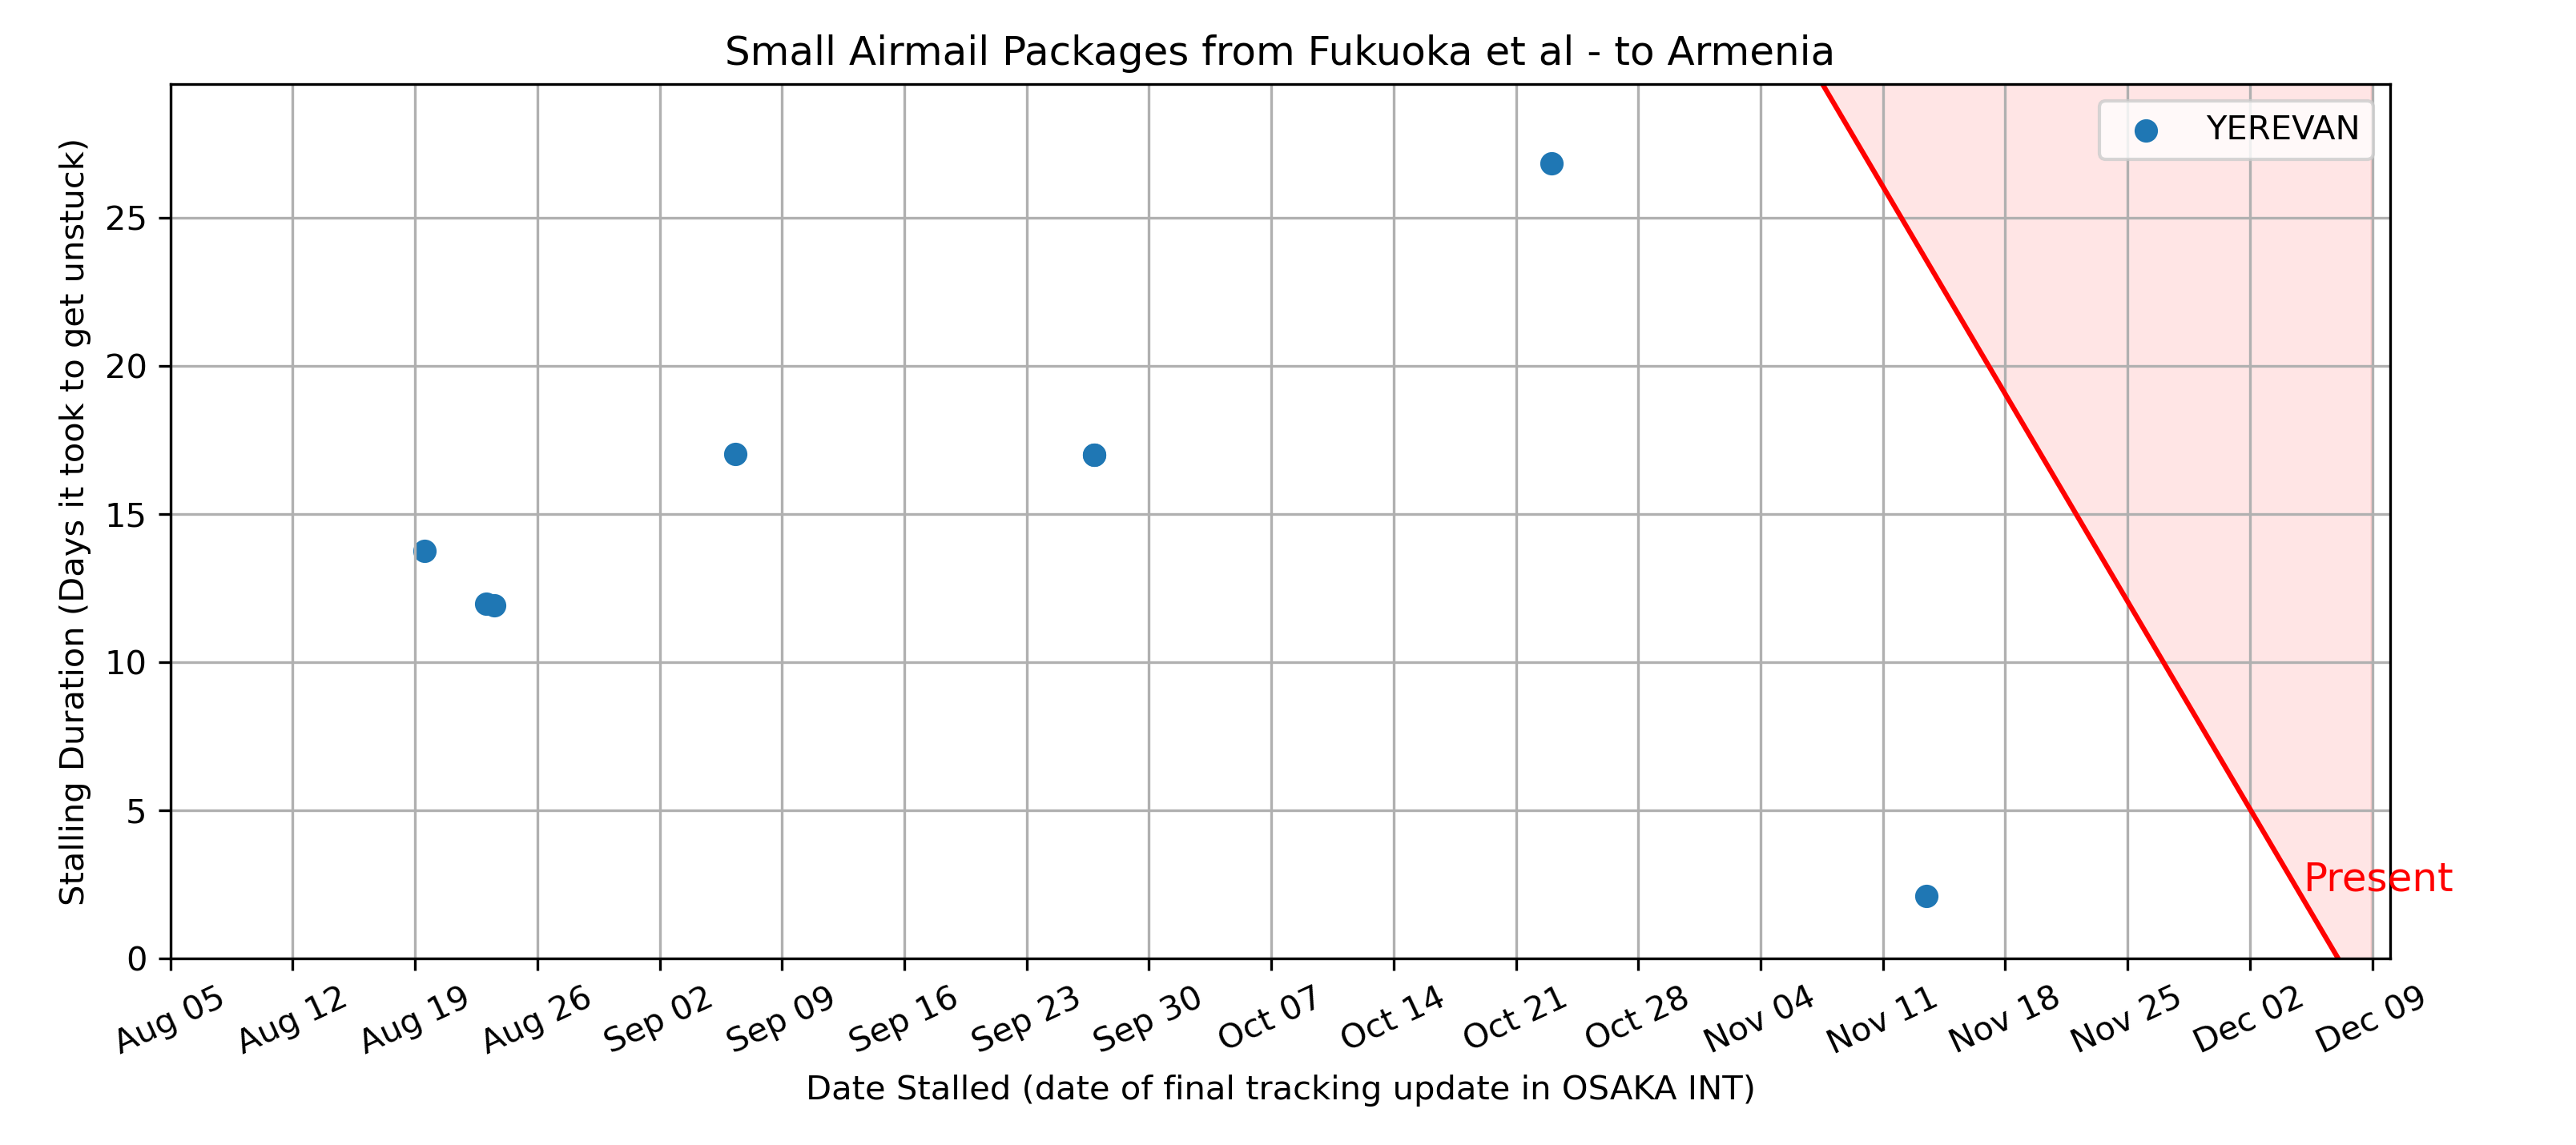 Small Airmail Packages from Fukuoka et al - to Armenia
YEREVAN
Stalling Duration (Days it took to get unstuck)
25
20
15
10
5
0
Present
Aug 05
Aug 12
Aug 19
Aug 26
Sep 02
Sep 09
Sep 16
Sep 23
Sep 30
Oct 07
Oct 14
Oct 21
Oct 28
Nov 04
Nov 11
Nov 18
Nov 25
Dec 02
Dec 09
Date Stalled (date of final tracking update in OSAKA INT)